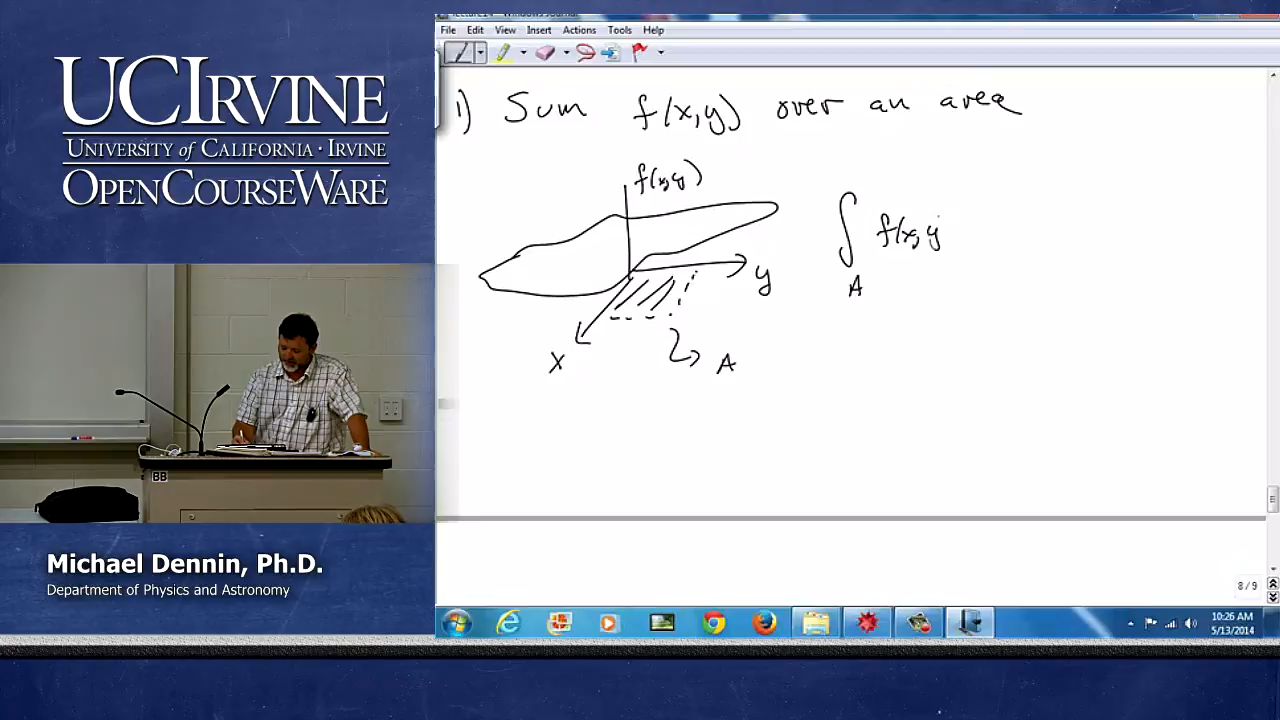 UCIRVINE
UNIVERSITY of CALIFORNIA · IRVINE
OPENCOURSEWARE
BB
Michael Dennin, Ph.D.
Department of Physics and Astronomy
File Edit View Insert Actions Tools Help
1) Sum f(x,y) over an area
f(x,y)
∫ f(x,y
A
y
x
A
8 / 9
10:26 AM
5/13/2014